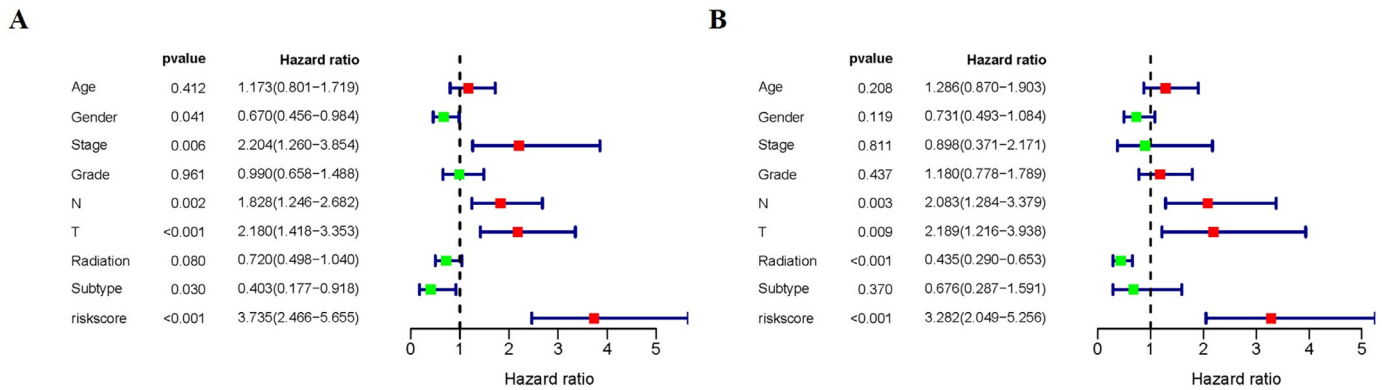 A
pvalue Hazard ratio
Age 0.412 1.173(0.801−1.719)
Gender 0.041 0.670(0.456−0.984)
Stage 0.006 2.204(1.260−3.854)
Grade 0.961 0.990(0.658−1.488)
N 0.002 1.828(1.246−2.682)
T <0.001 2.180(1.418−3.353)
Radiation 0.080 0.720(0.498−1.040)
Subtype 0.030 0.403(0.177−0.918)
riskscore <0.001 3.735(2.466−5.655)
0 1 2 3 4 5
Hazard ratio
B
pvalue Hazard ratio
Age 0.208 1.286(0.870−1.903)
Gender 0.119 0.731(0.493−1.084)
Stage 0.811 0.898(0.371−2.171)
Grade 0.437 1.180(0.778−1.789)
N 0.003 2.083(1.284−3.379)
T 0.009 2.189(1.216−3.938)
Radiation <0.001 0.435(0.290−0.653)
Subtype 0.370 0.676(0.287−1.591)
riskscore <0.001 3.282(2.049−5.256)
0 1 2 3 4 5
Hazard ratio